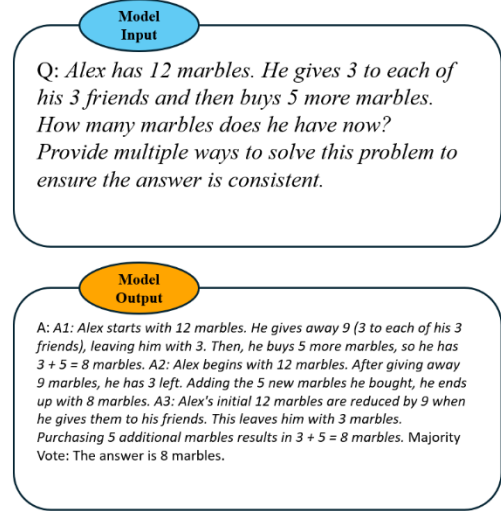 Model
Input
Q: Alex has 12 marbles. He gives 3 to each of
his 3 friends and then buys 5 more marbles.
How many marbles does he have now?
Provide multiple ways to solve this problem to
ensure the answer is consistent.
Model
Output
A: A1: Alex starts with 12 marbles. He gives away 9 (3 to each of his 3
friends), leaving him with 3. Then, he buys 5 more marbles, so he has
3 + 5 = 8 marbles. A2: Alex begins with 12 marbles. After giving away
9 marbles, he has 3 left. Adding the 5 new marbles he bought, he ends
up with 8 marbles. A3: Alex's initial 12 marbles are reduced by 9 when
he gives them to his friends. This leaves him with 3 marbles.
Purchasing 5 additional marbles results in 3 + 5 = 8 marbles. Majority
Vote: The answer is 8 marbles.